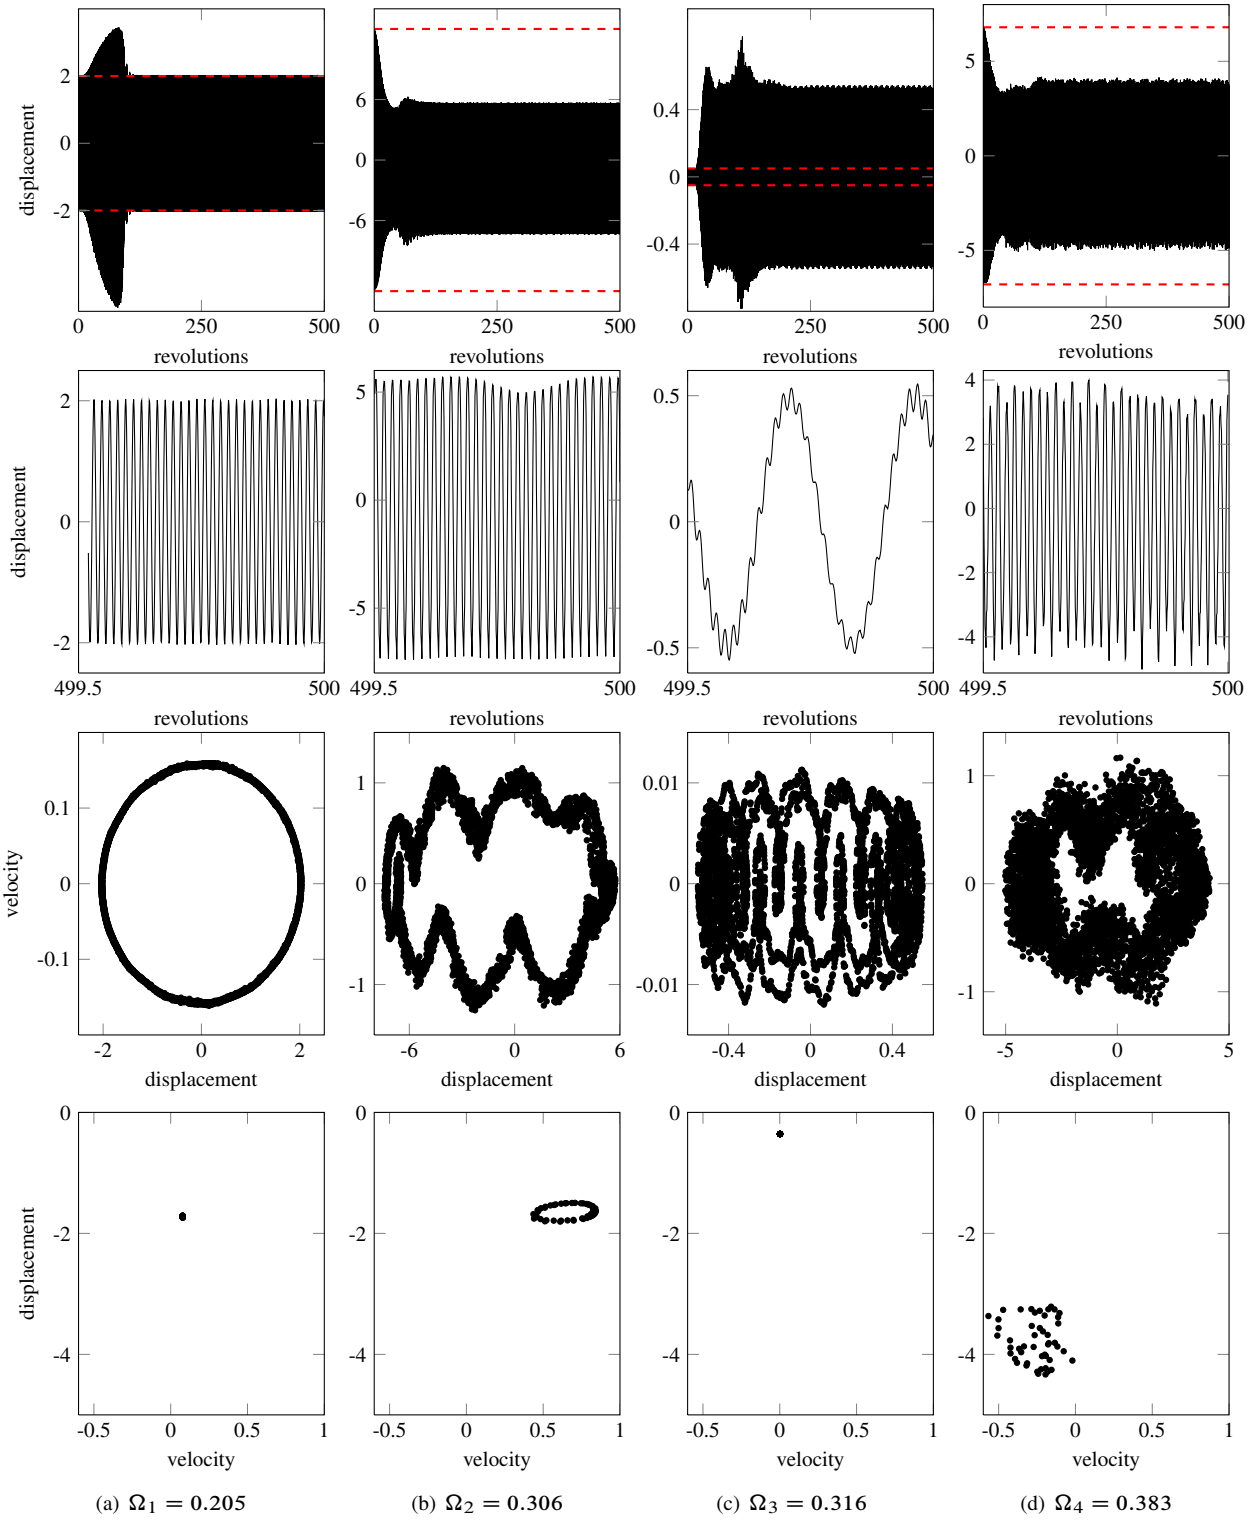 displacement
2
0
-2
0 250 500
revolutions
6
0
-6
0 250 500
revolutions
0.4
0
-0.4
0 250 500
revolutions
5
0
-5
0 250 500
revolutions
displacement
2
0
-2
499.5 500
revolutions
5
0
-5
499.5 500
revolutions
0.5
0
-0.5
499.5 500
revolutions
4
2
0
-2
-4
499.5 500
revolutions
velocity
0.1
0
-0.1
-2 0 2
displacement
1
0
-1
-6 0 6
displacement
0.01
0
-0.01
-0.4 0 0.4
displacement
1
0
-1
-5 0 5
displacement
displacement
0
-2
-4
-0.5 0 0.5 1
velocity
0
-2
-4
-0.5 0 0.5 1
velocity
0
-2
-4
-0.5 0 0.5 1
velocity
0
-2
-4
-0.5 0 0.5 1
velocity
(a) Ω1 = 0.205
(b) Ω2 = 0.306
(c) Ω3 = 0.316
(d) Ω4 = 0.383